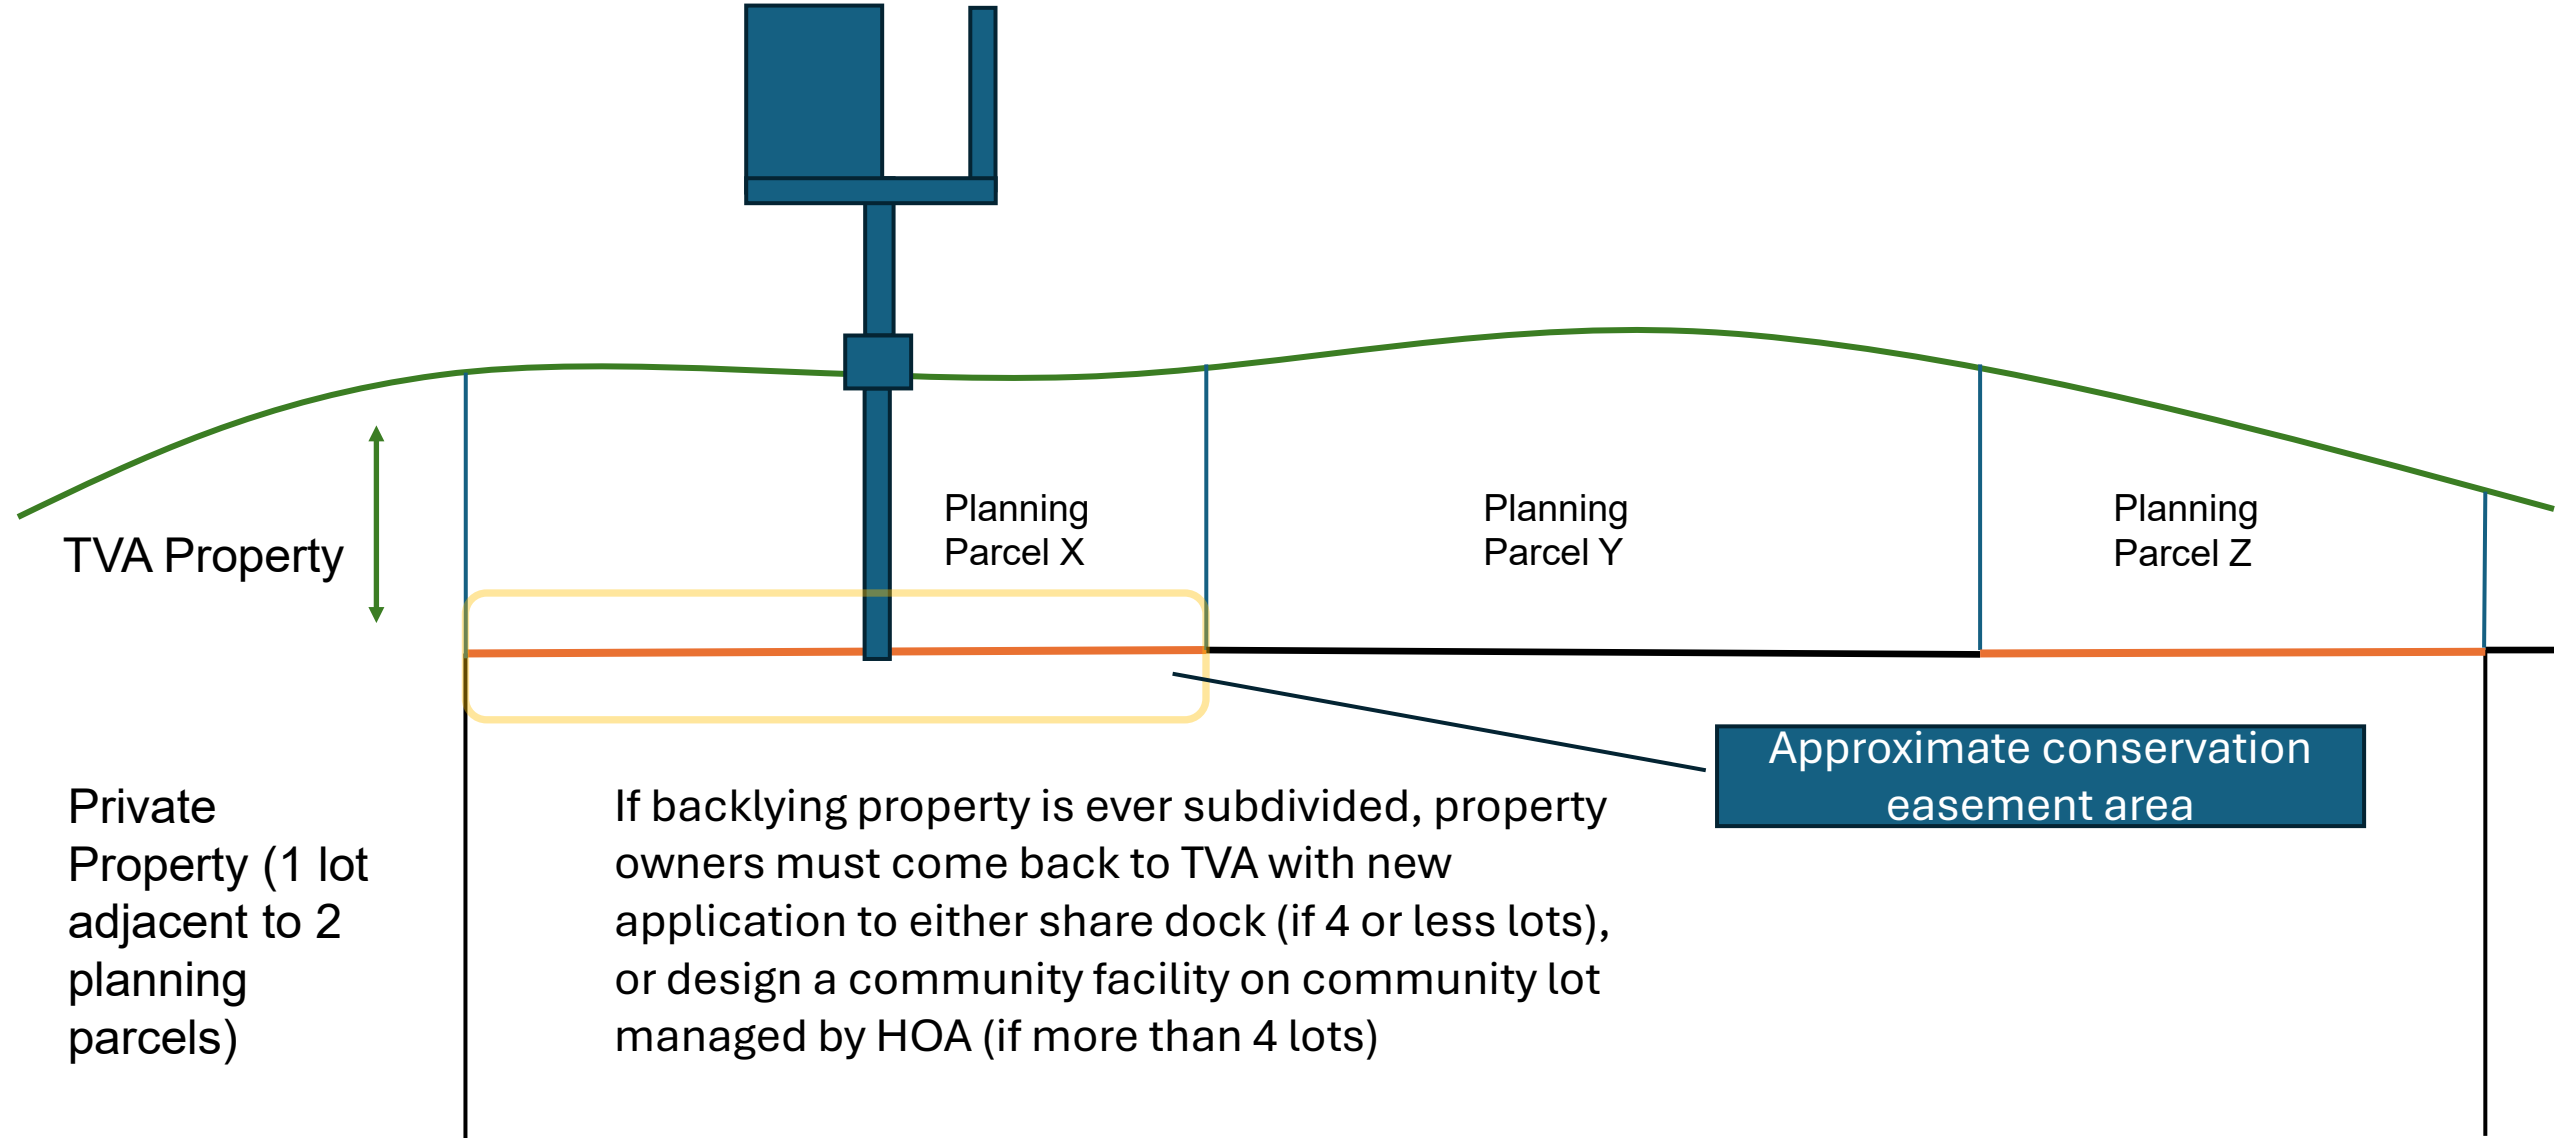 Planning
Parcel X
Planning
Parcel Y
Planning
Parcel Z
TVA Property
Approximate conservation
easement area
Private
Property (1 lot
adjacent to 2
planning
parcels)
If backlying property is ever subdivided, property
owners must come back to TVA with new
application to either share dock (if 4 or less lots),
or design a community facility on community lot
managed by HOA (if more than 4 lots)